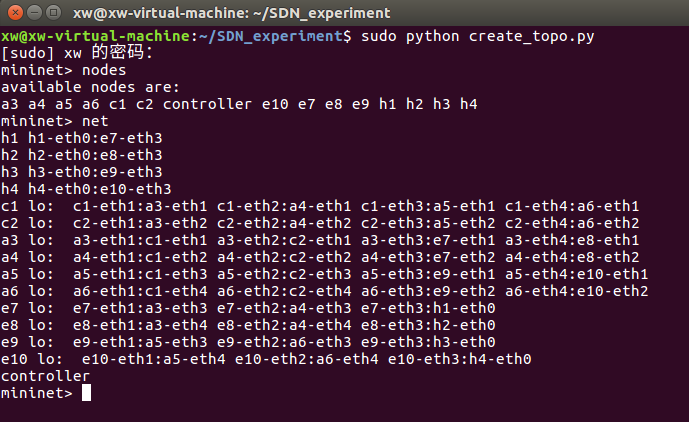 xw@xw-virtual-machine: ~/SDN_experiment
xw@xw-virtual-machine:~/SDN_experiment$ sudo python create_topo.py
[sudo] xw 的密码：
mininet> nodes
available nodes are:
a3 a4 a5 a6 c1 c2 controller e10 e7 e8 e9 h1 h2 h3 h4
mininet> net
h1 h1-eth0:e7-eth3
h2 h2-eth0:e8-eth3
h3 h3-eth0:e9-eth3
h4 h4-eth0:e10-eth3
c1 lo:  c1-eth1:a3-eth1 c1-eth2:a4-eth1 c1-eth3:a5-eth1 c1-eth4:a6-eth1
c2 lo:  c2-eth1:a3-eth2 c2-eth2:a4-eth2 c2-eth3:a5-eth2 c2-eth4:a6-eth2
a3 lo:  a3-eth1:c1-eth1 a3-eth2:c2-eth1 a3-eth3:e7-eth1 a3-eth4:e8-eth1
a4 lo:  a4-eth1:c1-eth2 a4-eth2:c2-eth2 a4-eth3:e7-eth2 a4-eth4:e8-eth2
a5 lo:  a5-eth1:c1-eth3 a5-eth2:c2-eth3 a5-eth3:e9-eth1 a5-eth4:e10-eth1
a6 lo:  a6-eth1:c1-eth4 a6-eth2:c2-eth4 a6-eth3:e9-eth2 a6-eth4:e10-eth2
e7 lo:  e7-eth1:a3-eth3 e7-eth2:a4-eth3 e7-eth3:h1-eth0
e8 lo:  e8-eth1:a3-eth4 e8-eth2:a4-eth4 e8-eth3:h2-eth0
e9 lo:  e9-eth1:a5-eth3 e9-eth2:a6-eth3 e9-eth3:h3-eth0
e10 lo:  e10-eth1:a5-eth4 e10-eth2:a6-eth4 e10-eth3:h4-eth0
controller
mininet>